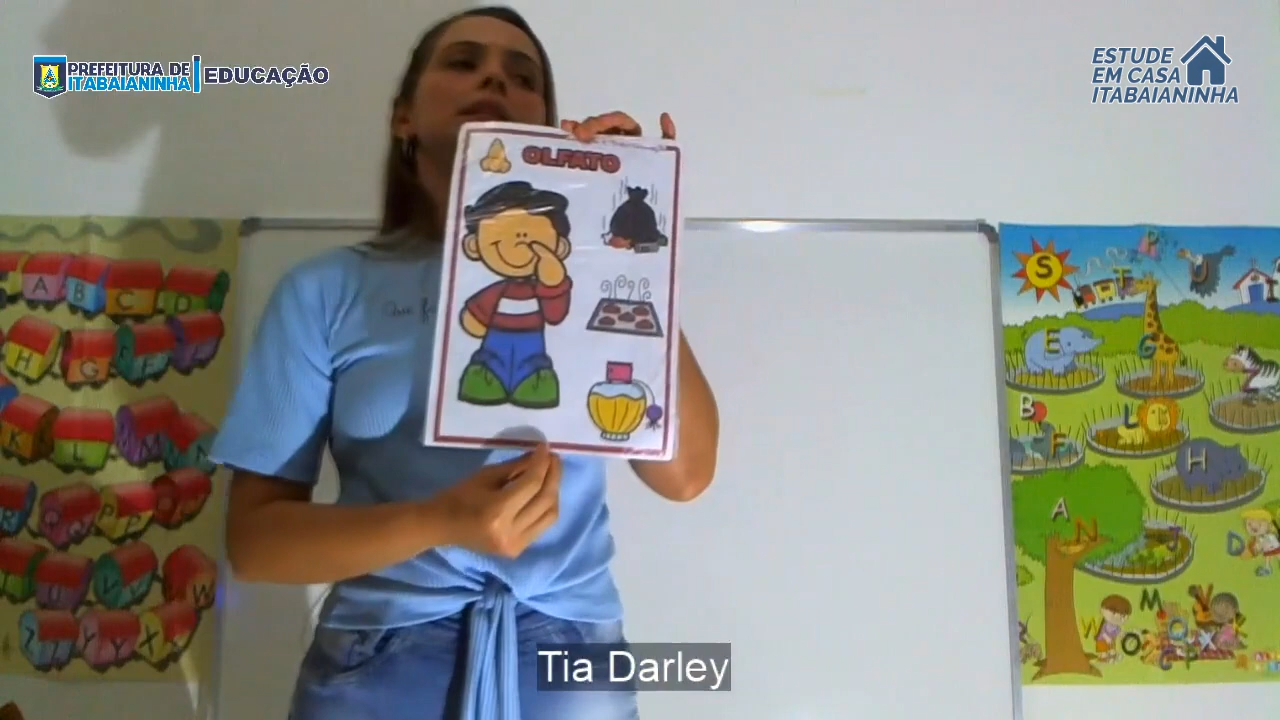 PREFEITURA DE
ITABAIANINHA
EDUCAÇÃO
ESTUDE
EM CASA
ITABAIANINHA
OLFATO
A B C D
H G F
K L M
R Q P
V W
Z Y X
S T
E G
B L
F H
A N J D
M
W O Q X
Tia Darley